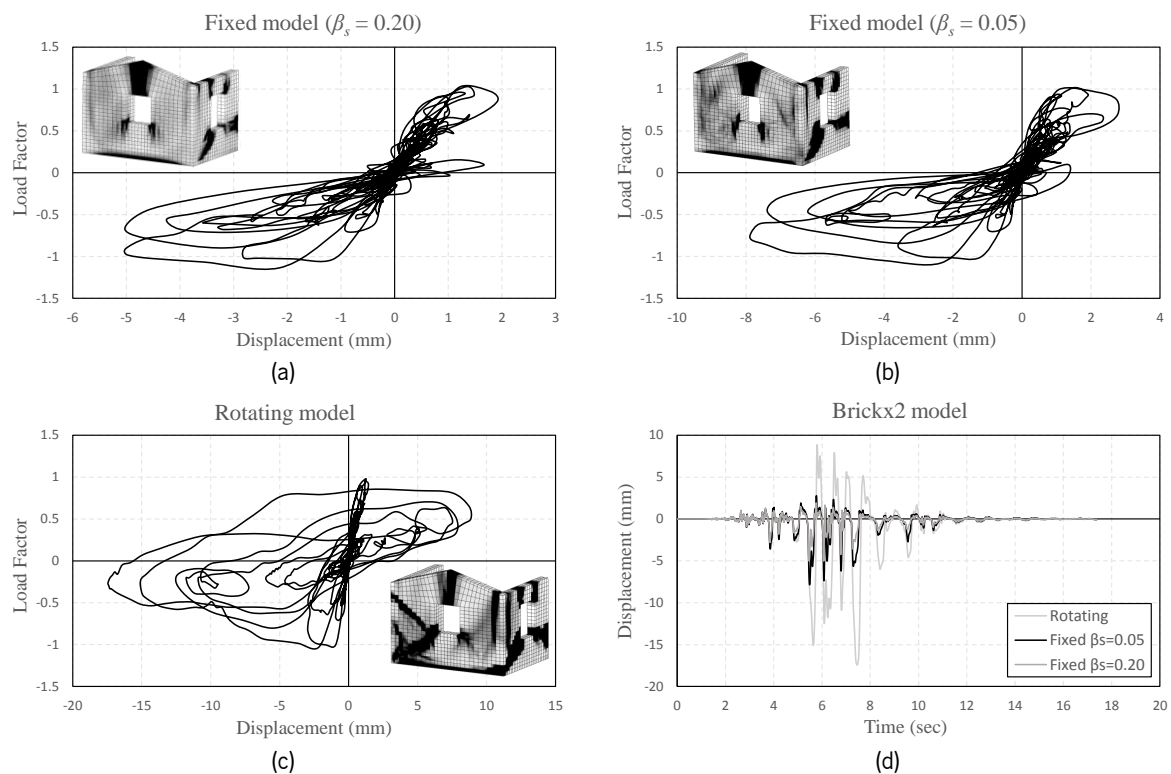 Fixed model (βs = 0.20)
1.5
1
0.5
0
-0.5
-1
-1.5
Load Factor
-6 -5 -4 -3 -2 -1 0 1 2 3
Displacement (mm)
(a)
Fixed model (βs = 0.05)
1.5
1
0.5
0
-0.5
-1
-1.5
Load Factor
-10 -8 -6 -4 -2 0 2 4
Displacement (mm)
(b)
Rotating model
1.5
1
0.5
0
-0.5
-1
-1.5
Load Factor
-20 -15 -10 -5 0 5 10 15
Displacement (mm)
(c)
Brickx2 model
10
5
0
-5
-10
-15
-20
Displacement (mm)
Rotating
Fixed βs=0.05
Fixed βs=0.20
0 2 4 6 8 10 12 14 16 18 20
Time (sec)
(d)